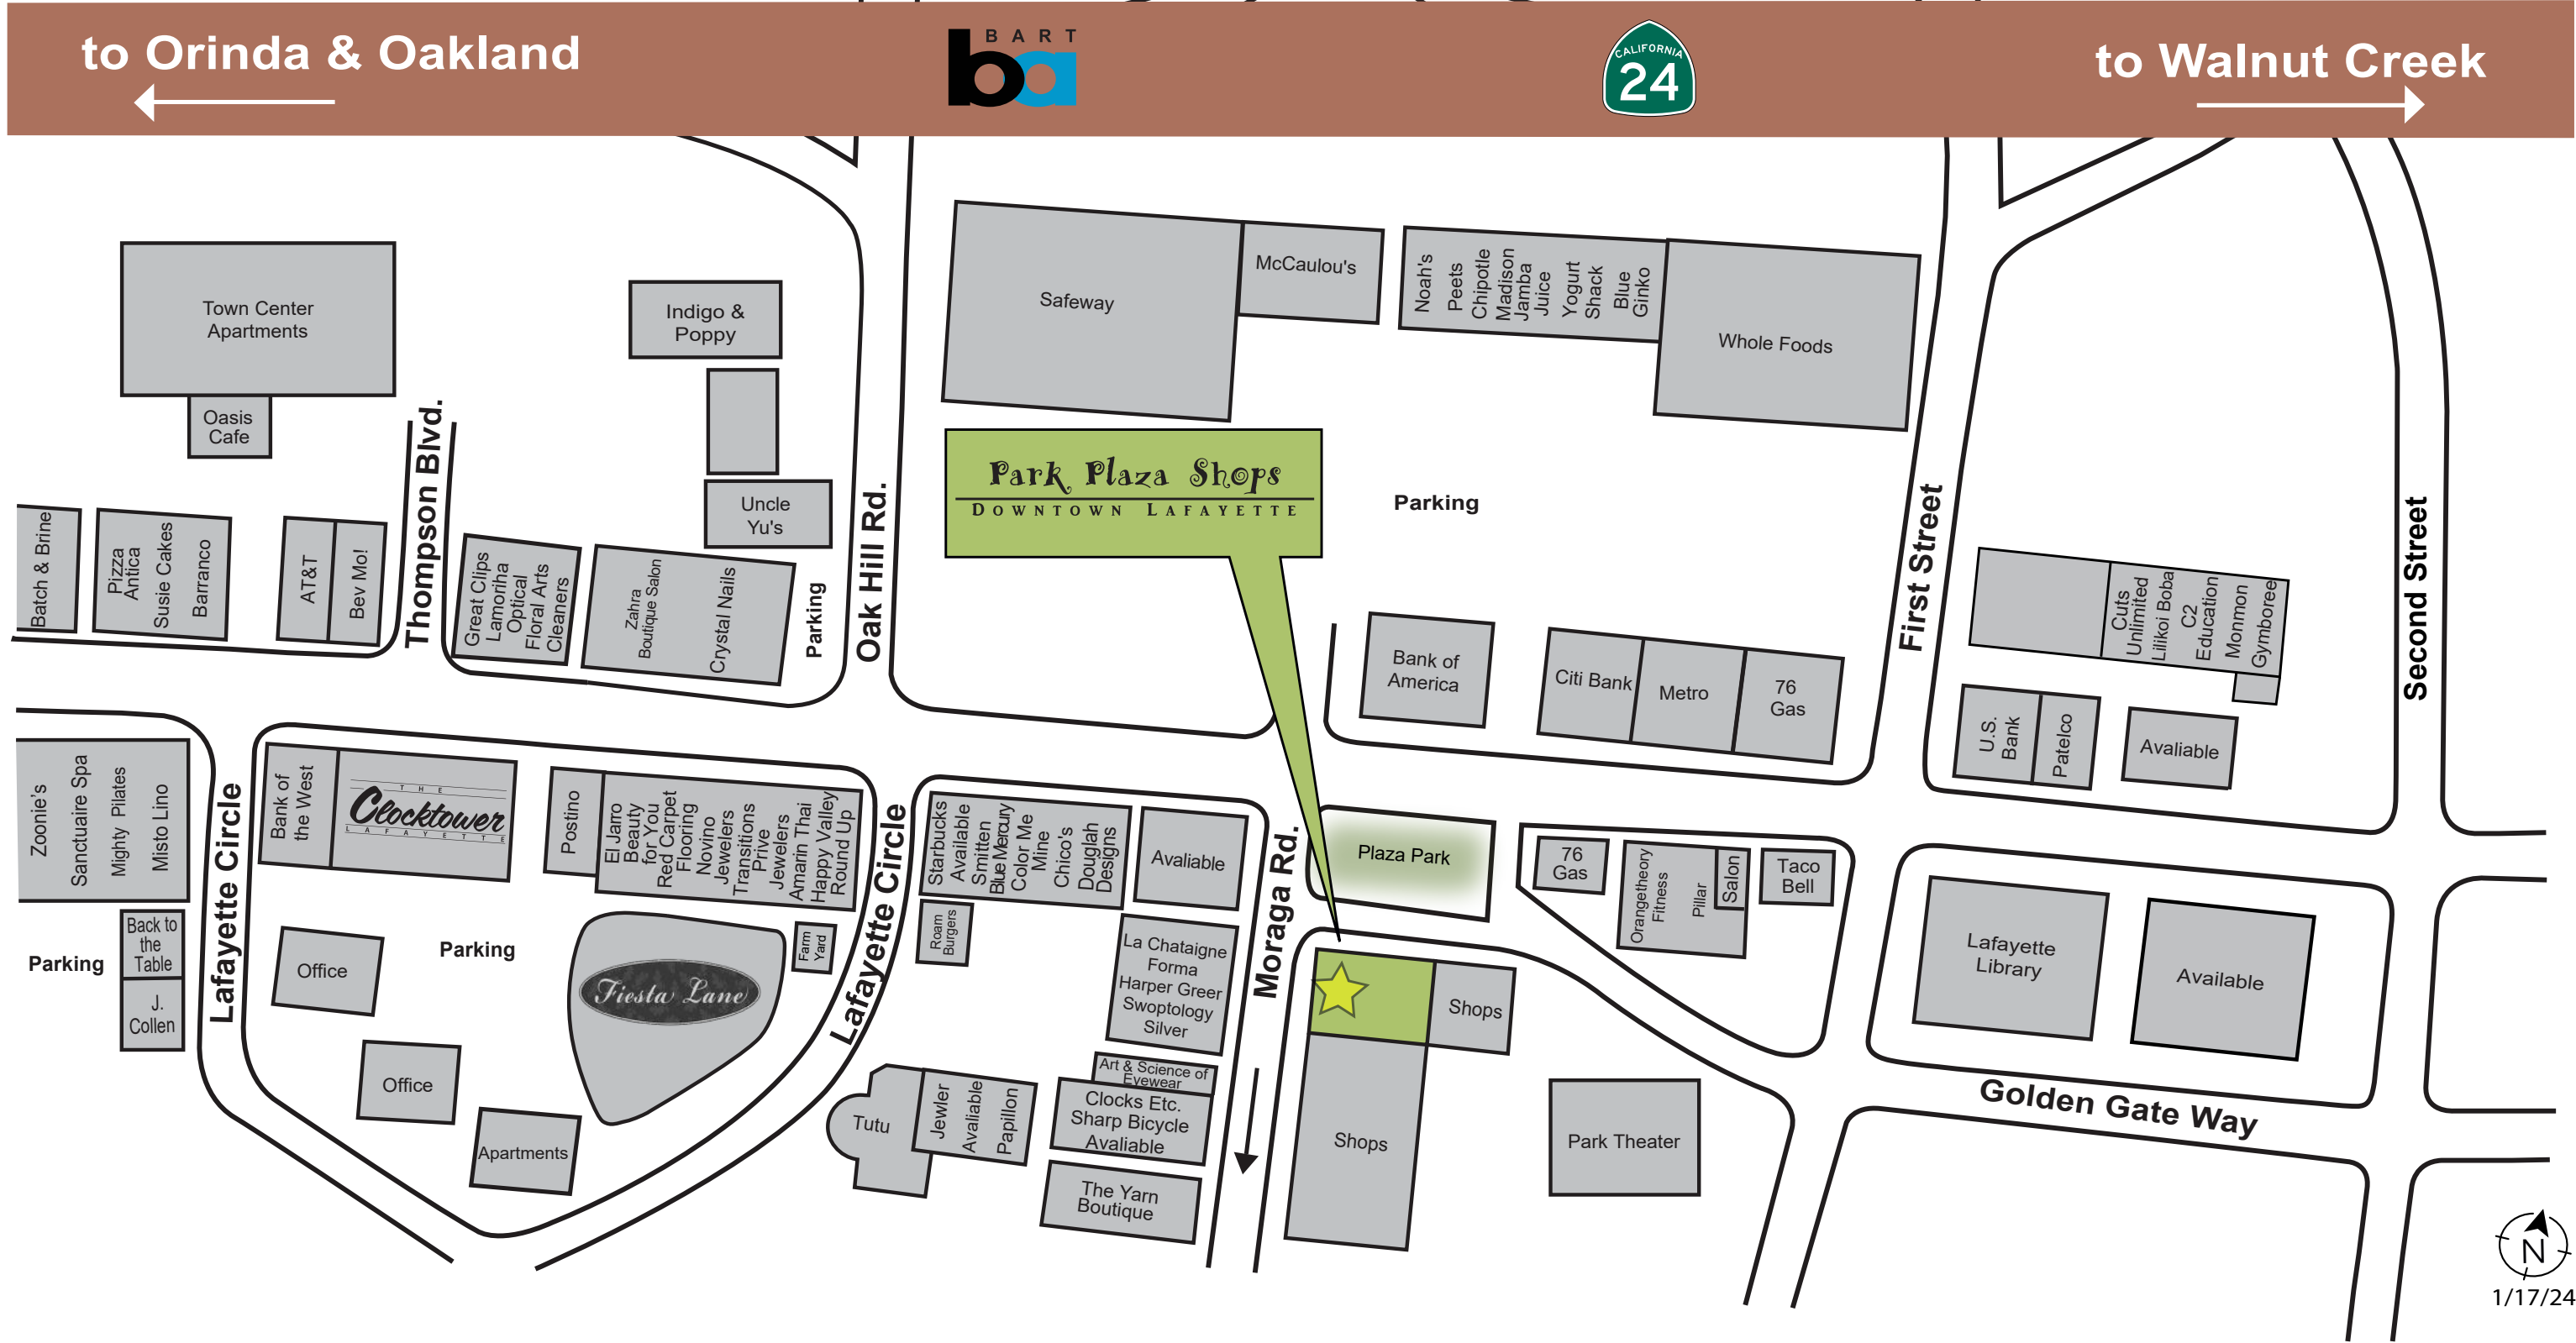 to Orinda & Oakland
BART
ba
CALIFORNIA
24
to Walnut Creek
Town Center
Apartments
Oasis
Cafe
Indigo &
Poppy
Uncle
Yu's
Safeway
McCaulou's
Noah's
Peets
Chipotle
Madison
Jamba
Juice
Yogurt
Shack
Blue
Ginko
Whole Foods
Park Plaza Shops
DOWNTOWN LAFAYETTE
Parking
Batch & Brine
Pizza
Antica
Susie Cakes
Barranco
AT&T
Bev Mo!
Thompson Blvd.
Great Clips
Lamoriha
Optical
Floral Arts
Cleaners
Zahra
Boutique Salon
Crystal Nails
Parking
Oak Hill Rd.
Bank of
America
Citi Bank
Metro
76
Gas
First Street
Cuts
Unlimited
Lilikoi Boba
C2
Education
Monmon
Gymboree
U.S.
Bank
Patelco
Avaliable
Second Street
Zoonie's
Sanctuaire Spa
Mighty Pilates
Misto Lino
Back to
the
Table
J.
Collen
Parking
Lafayette Circle
Bank of
the West
THE
Clocktower
LAFAYETTE
Postino
El Jarro
Beauty
for You
Red Carpet
Flooring
Novino
Jewelers
Transitions
Prive
Jewelers
Amarin Thai
Happy Valley
Round Up
Office
Parking
Fiesta Lane
Farm
Yard
Office
Apartments
Lafayette Circle
Starbucks
Available
Smitten
Blue Mercury
Color Me
Mine
Chico's
Douglah
Designs
Avaliable
Roam
Burgers
La Chataigne
Forma
Harper Greer
Swoptology
Silver
Art & Science of
Eyewear
Clocks Etc.
Sharp Bicycle
Avaliable
The Yarn
Boutique
Tutu
Jewler
Avaliable
Papillon
Moraga Rd.
Plaza Park
Shops
Shops
76
Gas
Orangetheory
Fitness
Pillar
Salon
Taco
Bell
Park Theater
Lafayette
Library
Available
Golden Gate Way
N
1/17/24